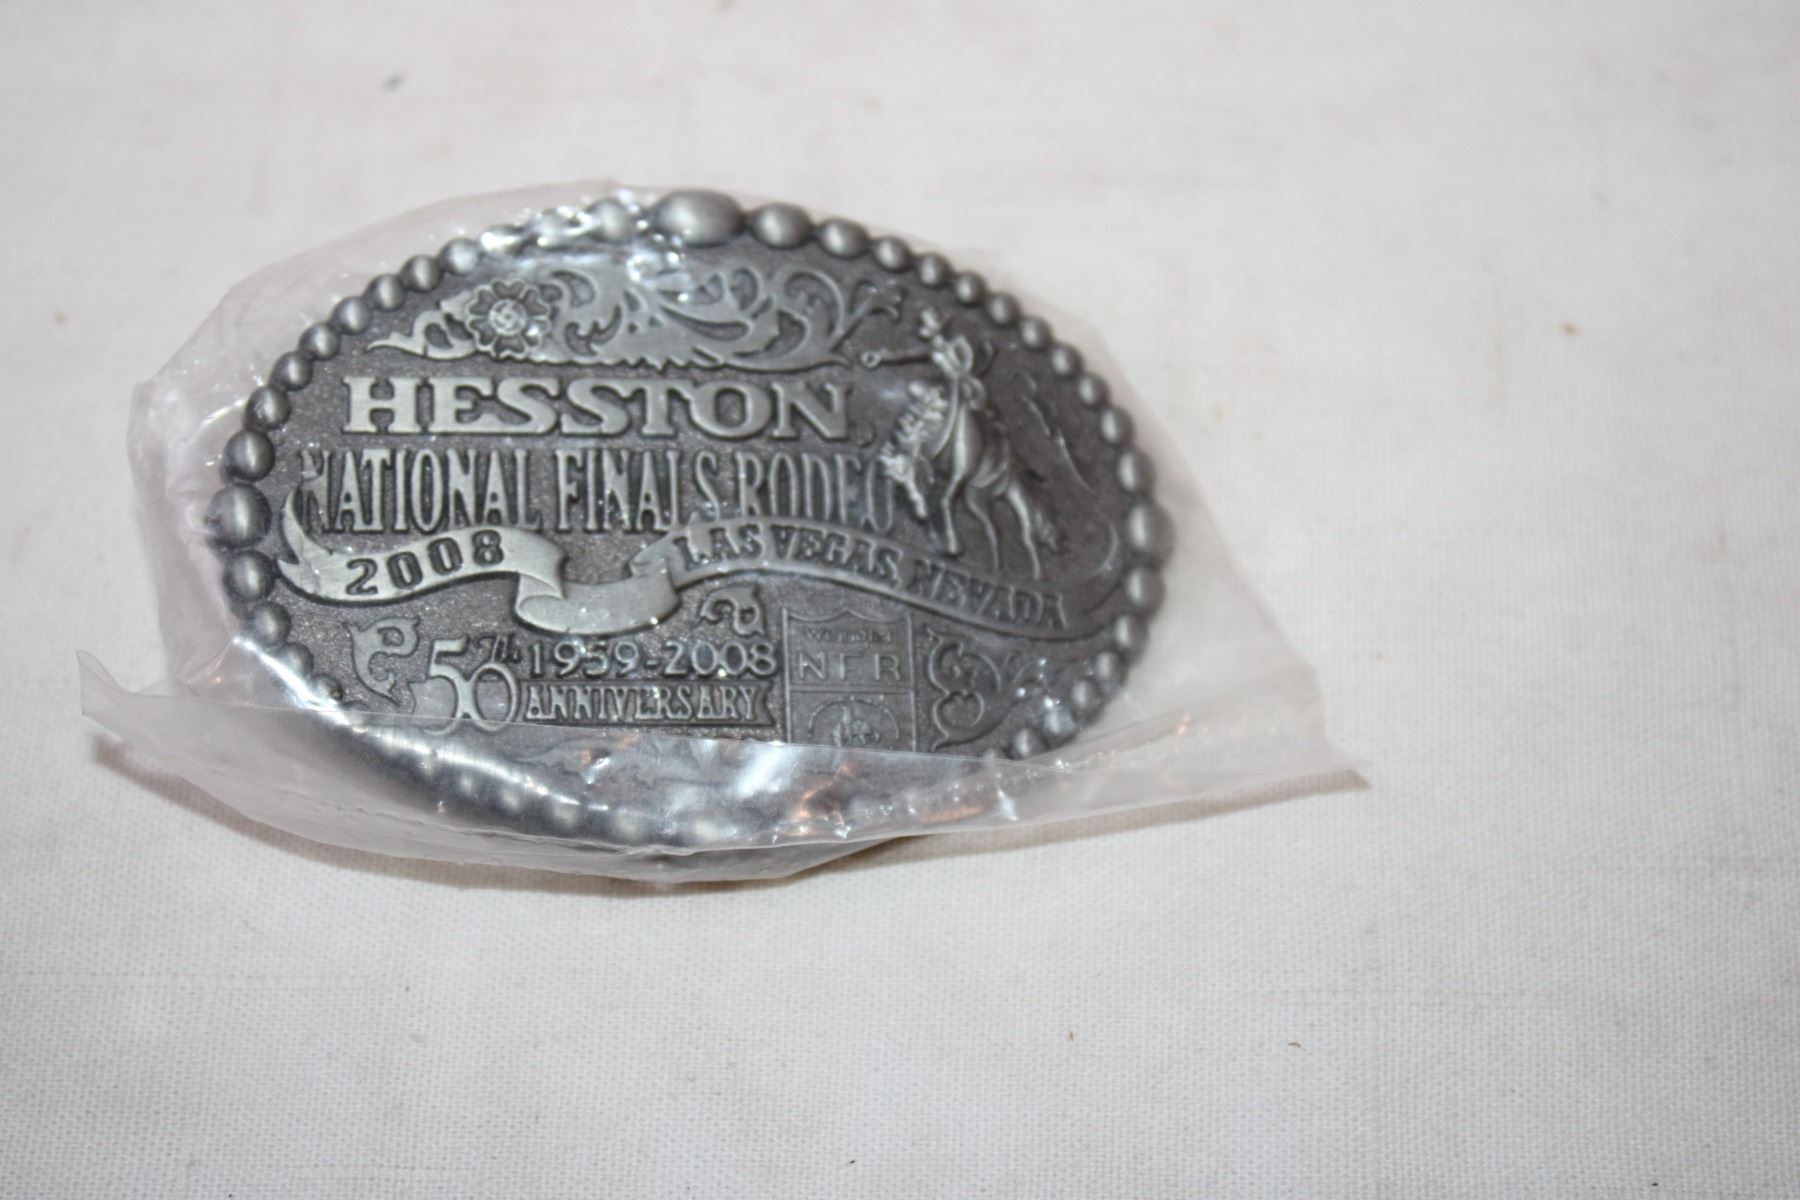 HESSTON
NATIONAL FINALS RODEO
2008 LAS VEGAS, NEVADA
50th 1959-2008
ANNIVERSARY
NFR